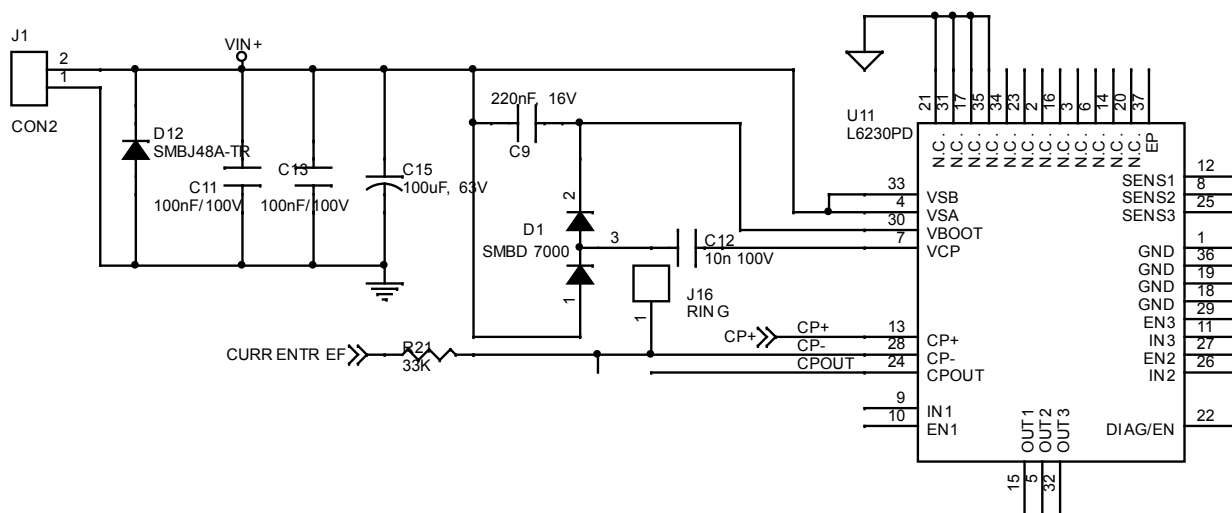 J1
2
1
CON2
VIN+
D12
SMBJ48A-TR
C11
100nF/100V
C13
100nF/100V
C15
100uF, 63V
220nF, 16V
C9
2
D1
SMBD 7000
3
1
C12
10n 100V
J16
RING
1
CURRENTR EF
R21
33K
CP+
CP+
CP-
CPOUT
U11
L6230PD
21
31
17
35
34
23
2
16
3
6
14
20
37
N.C.
N.C.
N.C.
N.C.
N.C.
N.C.
N.C.
N.C.
N.C.
N.C.
N.C.
N.C.
EP
33
VSB
4
VSA
30
VBOOT
7
VCP
13
CP+
28
CP-
24
CPOUT
9
IN1
10
EN1
SENS1
12
SENS2
8
SENS3
25
GND
1
GND
36
GND
19
GND
18
EN3
29
IN3
11
EN2
27
IN2
26
DIAG/EN
22
OUT1
OUT2
OUT3
15
5
32